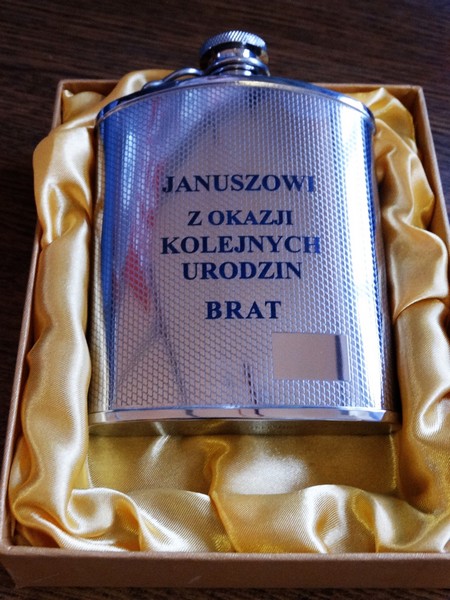 JANUSZOWI
Z OKAZJI
KOLEJNYCH
URODZIN
BRAT